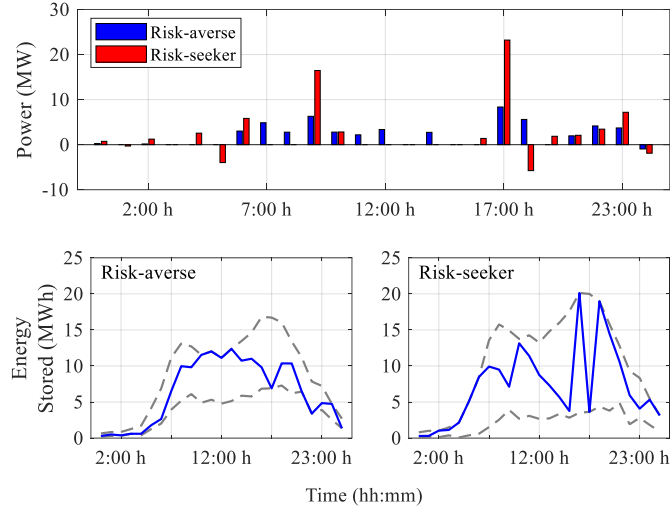 30
Risk-averse
Risk-seeker
20
10
0
-10
Power (MW)
2:00 h 7:00 h 12:00 h 17:00 h 23:00 h
25 Risk-averse
20
15
10
5
0
Energy
Stored (MWh)
2:00 h 12:00 h 23:00 h
25 Risk-seeker
20
15
10
5
0
2:00 h 12:00 h 23:00 h
Time (hh:mm)